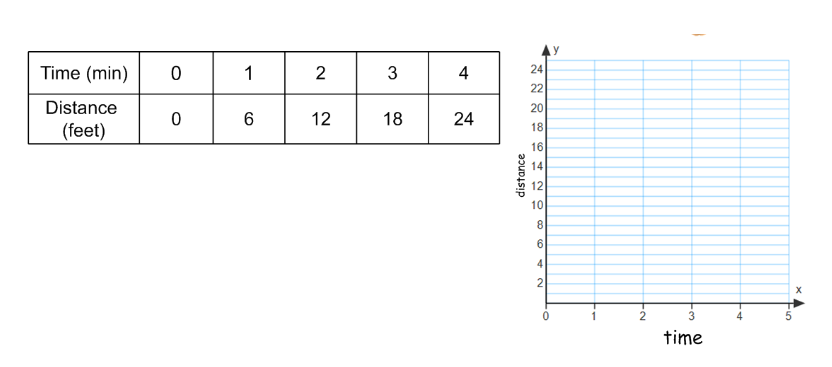 Time (min) 0 1 2 3 4
Distance
(feet) 0 6 12 18 24
y
24
22
20
18
16
14
12
10
8
6
4
2
distance
x
0 1 2 3 4 5
time